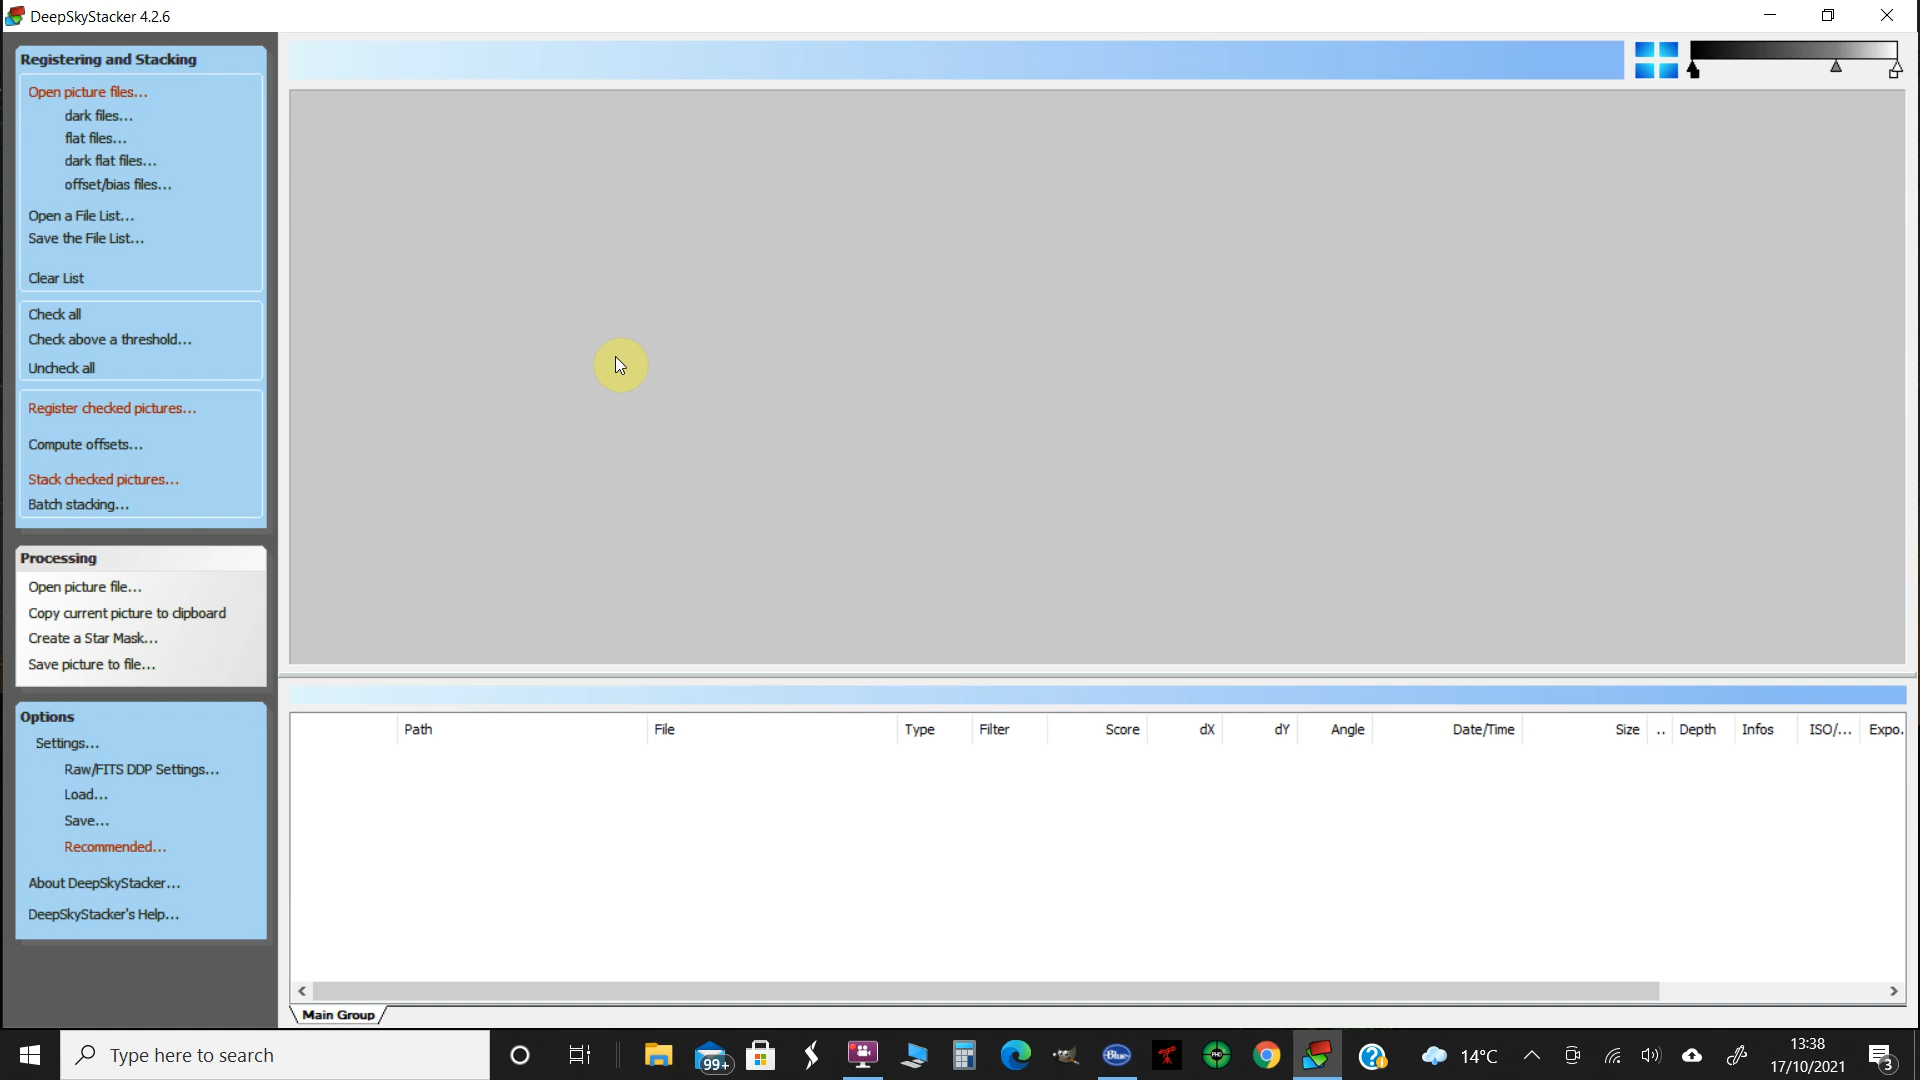 DeepSkyStacker 4.2.6
Registering and Stacking
Open picture files...
dark files...
flat files...
dark flat files...
offset/bias files...
Open a File List...
Save the File List...
Clear List
Check all
Check above a threshold...
Uncheck all
Register checked pictures...
Compute offsets...
Stack checked pictures...
Batch stacking...
Processing
Open picture file...
Copy current picture to clipboard
Create a Star Mask...
Save picture to file...
Options
Settings...
Raw/FITS DDP Settings...
Load...
Save...
Recommended...
About DeepSkyStacker...
DeepSkyStacker's Help...
Path File Type Filter Score dX dY Angle Date/Time Size .. Depth Infos ISO/... Expo.
Main Group
Type here to search
99+
Blue
PHD
14°C
13:38
17/10/2021
3